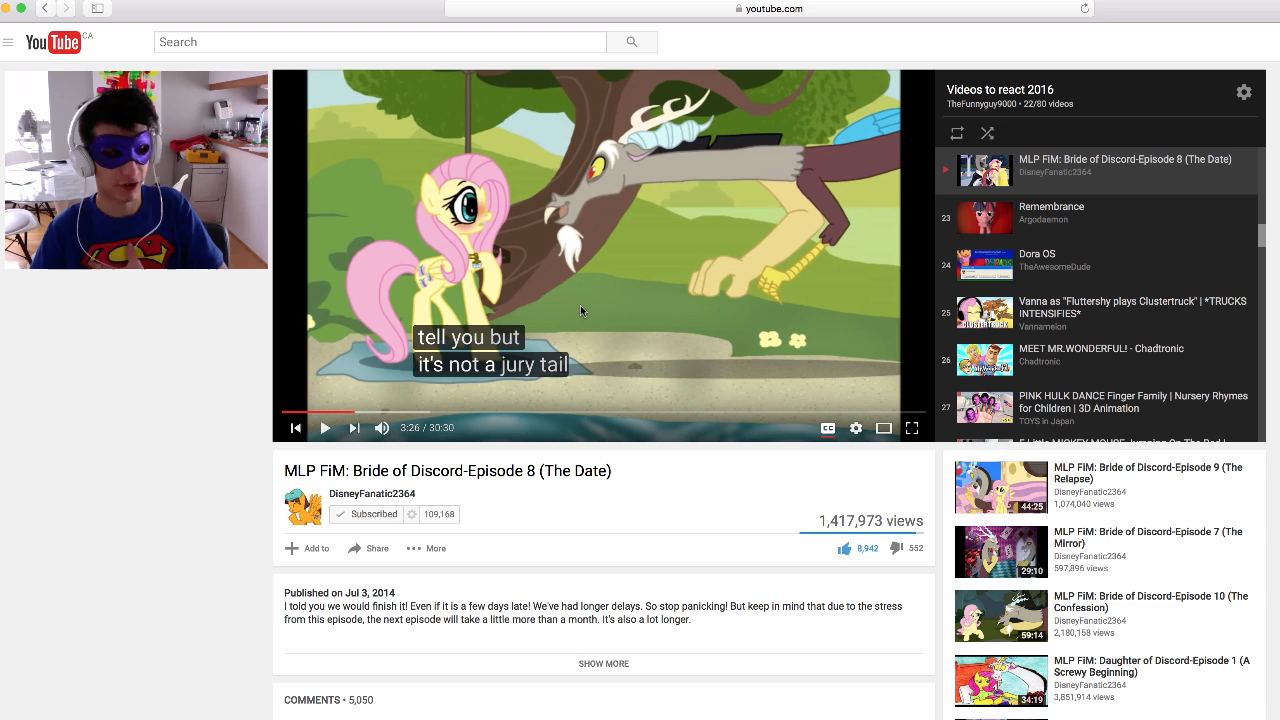 youtube.com
YouTube CA
Search
tell you but
it's not a jury tail
3:26 / 30:30
CC
Videos to react 2016
TheFunnyguy9000 • 22/80 videos
MLP FiM: Bride of Discord-Episode 8 (The Date)
DisneyFanatic2364
23
Remembrance
Argodaemon
24
Dora OS
TheAwesomeDude
25
Vanna as "Fluttershy plays Clustertruck" | *TRUCKS
INTENSIFIES*
Vannamelon
26
MEET MR.WONDERFUL! - Chadtronic
Chadtronic
27
PINK HULK DANCE Finger Family | Nursery Rhymes
for Children | 3D Animation
TOYS in Japan
MLP FiM: Bride of Discord-Episode 8 (The Date)
DisneyFanatic2364
Subscribed
109,168
1,417,973 views
Add to
Share
More
8,942
552
Published on Jul 3, 2014
I told you we would finish it! Even if it is a few days late! We've had longer delays. So stop panicking! But keep in mind that due to the stress
from this episode, the next episode will take a little more than a month. It's also a lot longer.
SHOW MORE
COMMENTS • 5,050
MLP FiM: Bride of Discord-Episode 9 (The
Relapse)
DisneyFanatic2364
1,074,040 views
44:25
MLP FiM: Bride of Discord-Episode 7 (The
Mirror)
DisneyFanatic2364
597,896 views
29:10
MLP FiM: Bride of Discord-Episode 10 (The
Confession)
DisneyFanatic2364
2,180,158 views
59:14
MLP FiM: Daughter of Discord-Episode 1 (A
Screwy Beginning)
DisneyFanatic2364
3,851,914 views
34:19